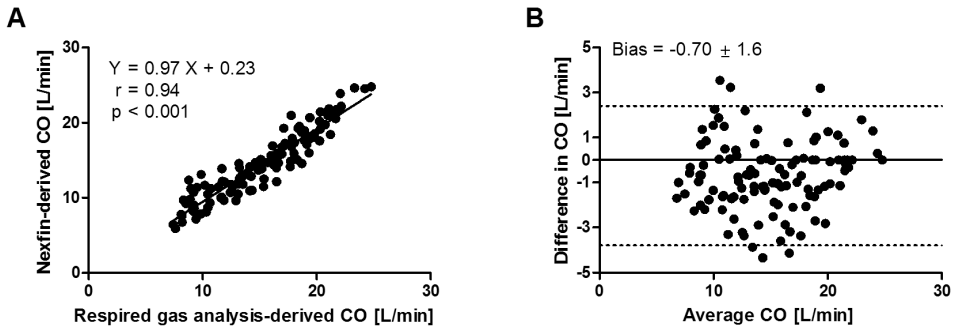 A
Nexfin-derived CO [L/min]
30
20
10
0
Y = 0.97 X + 0.23
r = 0.94
p < 0.001
0 10 20 30
Respired gas analysis-derived CO [L/min]
B
Difference in CO [L/min]
5
3
1
0
-1
-3
-5
Bias = -0.70 ± 1.6
0 10 20 30
Average CO [L/min]